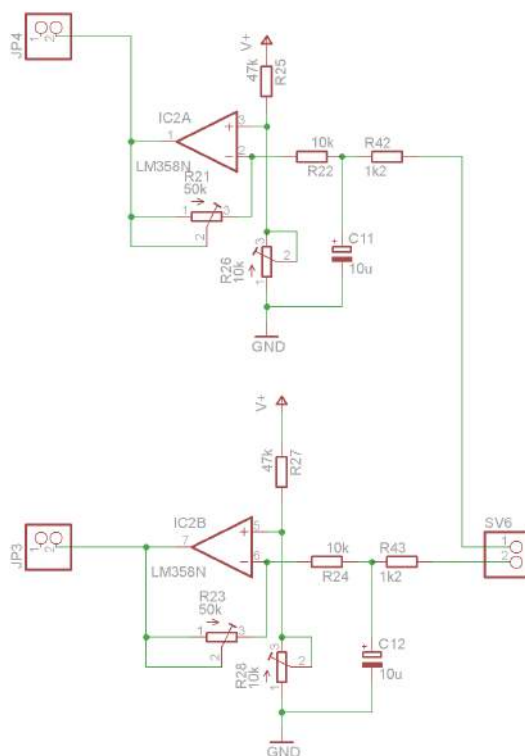 JP4
1
2
V+
47k
R25
IC2A
3
+
1
2
-
LM358N
R21
50k
1
3
2
10k
R22
R42
1k2
R26
10k
3
2
1
+
C11
10u
GND
V+
47k
R27
IC2B
5
+
7
6
-
LM358N
JP3
1
2
10k
R24
R43
1k2
SV6
1
2
R23
50k
1
3
2
R28
10k
3
2
1
+
C12
10u
GND